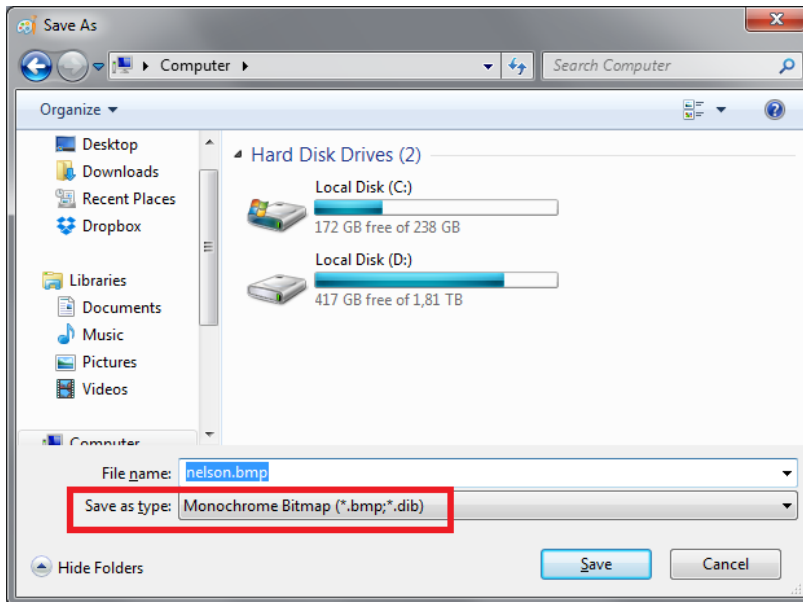 Save As
Computer
Search Computer
Organize
Desktop
Downloads
Recent Places
Dropbox
Libraries
Documents
Music
Pictures
Videos
Computer
Hard Disk Drives (2)
Local Disk (C:)
172 GB free of 238 GB
Local Disk (D:)
417 GB free of 1,81 TB
File name: nelson.bmp
Save as type: Monochrome Bitmap (*.bmp;*.dib)
Hide Folders
Save
Cancel